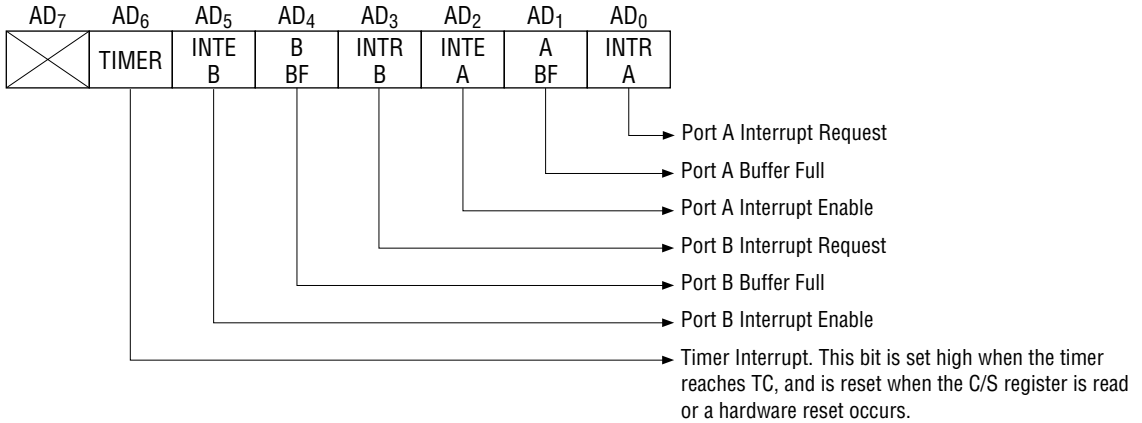 AD7 AD6 AD5 AD4 AD3 AD2 AD1 AD0
TIMER INTE B B BF INTR B INTE A A BF INTR A
Port A Interrupt Request
Port A Buffer Full
Port A Interrupt Enable
Port B Interrupt Request
Port B Buffer Full
Port B Interrupt Enable
Timer Interrupt. This bit is set high when the timer
reaches TC, and is reset when the C/S register is read
or a hardware reset occurs.